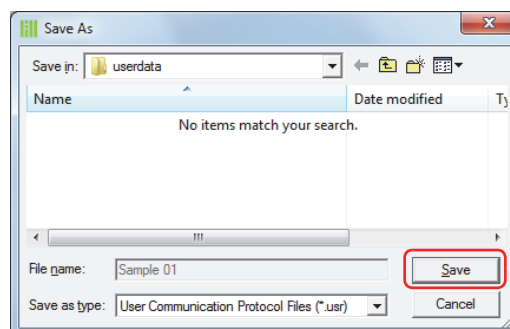 Save As
Save in: userdata
Name Date modified Ty
No items match your search.
File name: Sample 01 Save
Save as type: User Communication Protocol Files (*.usr) Cancel